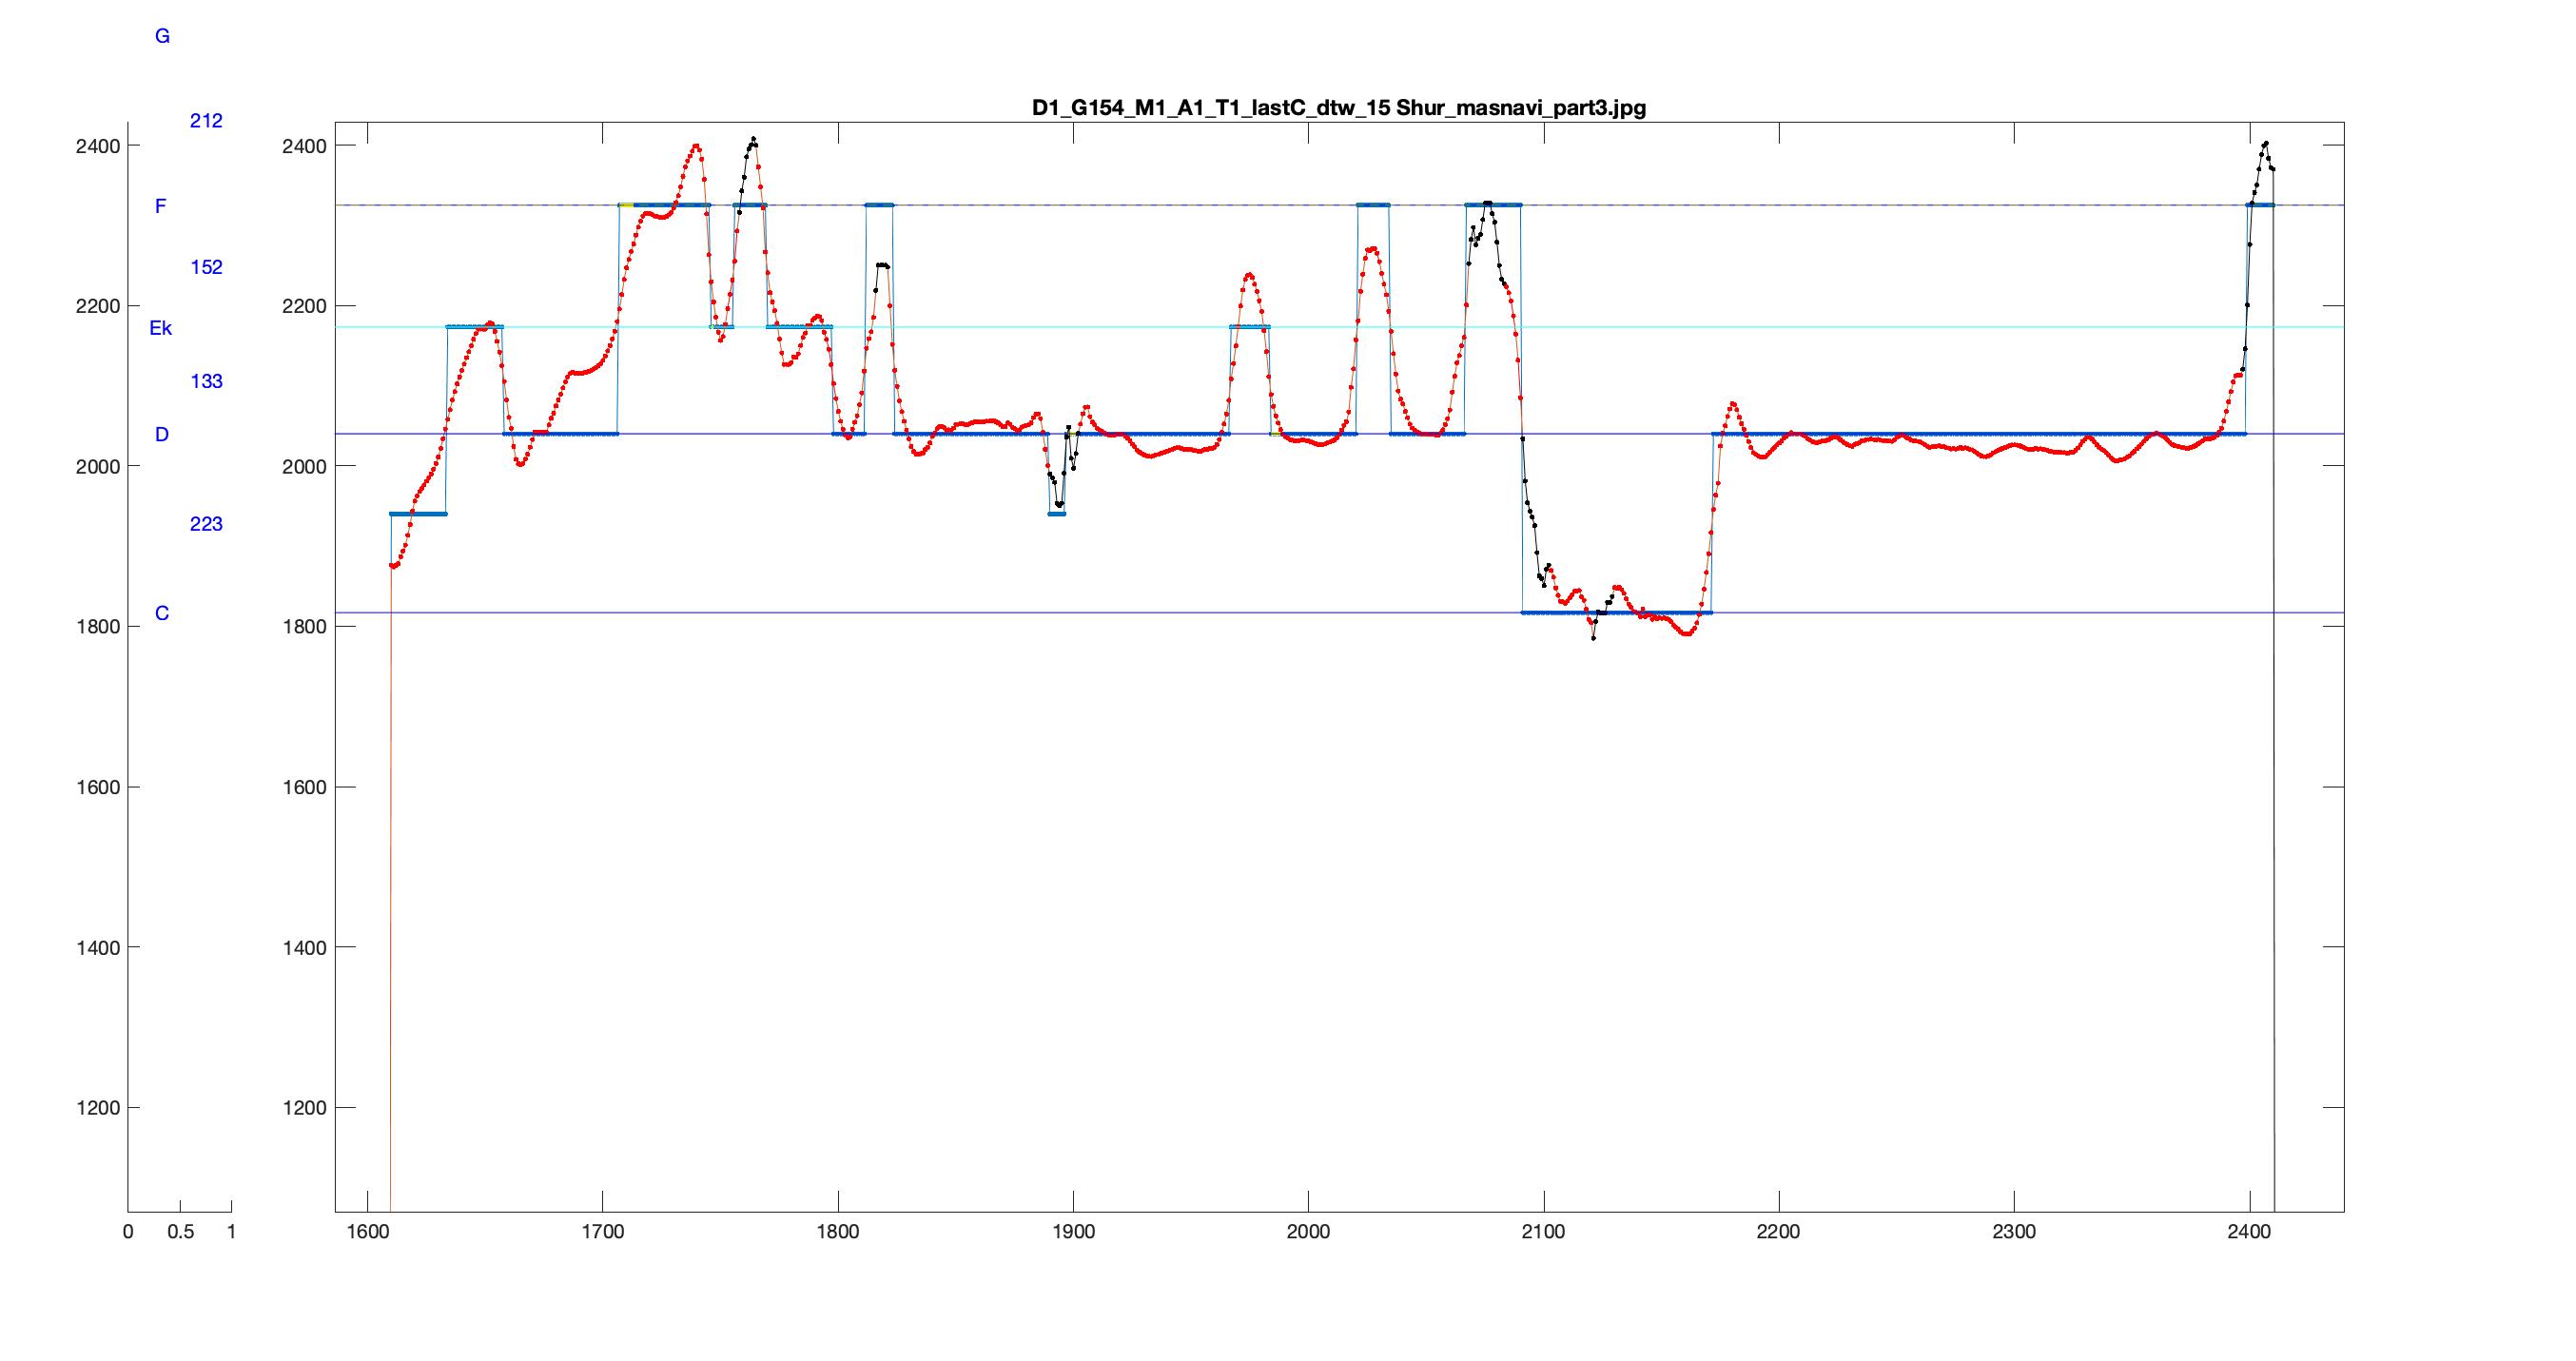 G
D1_G154_M1_A1_T1_lastC_dtw_15 Shur_masnavi_part3.jpg
212
2400 2400
F
152
2200 2200
Ek
133
D
2000 2000
223
C
1800 1800
1600 1600
1400 1400
1200 1200
0 0.5 1 1600 1700 1800 1900 2000 2100 2200 2300 2400